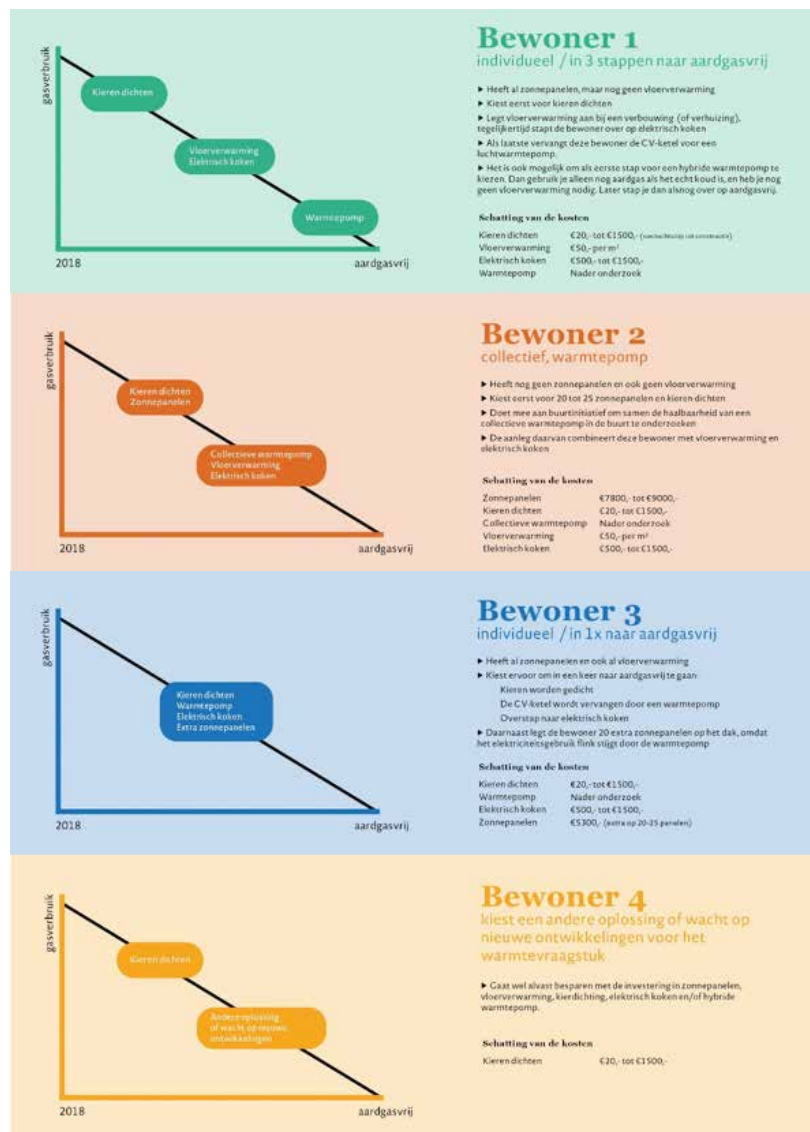 gasverbruik
Kieren dichten
Vloerverwarming
Elektrisch koken
Warmtepomp
2018
aardgasvrij
Bewoner 1
individueel / in 3 stappen naar aardgasvrij
► Heeft al zonnepanelen, maar nog geen vloerverwarming
► Kiest eerst voor kieren dichten
► Legt vloerverwarming aan bij een verbouwing (of verhuizing),
tegelijkertijd stapt de bewoner over op elektrisch koken
► Als laatste vervangt deze bewoner de CV-ketel voor een
luchtwarmtepomp.
► Het is ook mogelijk om als eerste stap voor een hybride warmtepomp te
kiezen. Dan gebruik je alleen nog aardgas als het echt koud is, en heb je nog
geen vloerverwarming nodig. Later stap je dan alsnog over op aardgasvrij.
Schatting van de kosten
Kieren dichten €20,- tot €1500,-
Vloerverwarming €50,- per m²
Elektrisch koken €500,- tot €1500,-
Warmtepomp Nader onderzoek
gasverbruik
Kieren dichten
Zonnepanelen
Collectieve warmtepomp
Vloerverwarming
Elektrisch koken
2018
aardgasvrij
Bewoner 2
collectief, warmtepomp
► Heeft nog geen zonnepanelen en ook geen vloerverwarming
► Kiest eerst voor 20 tot 25 zonnepanelen en kieren dichten
► Doet mee aan buurtinitiatief om samen de haalbaarheid van een
collectieve warmtepomp in de buurt te onderzoeken
► De aanleg daarvan combineert deze bewoner met vloerverwarming en
elektrisch koken
Schatting van de kosten
Zonnepanelen €7800,- tot €9000,-
Kieren dichten €20,- tot €1500,-
Collectieve warmtepomp Nader onderzoek
Vloerverwarming €50,- per m²
Elektrisch koken €500,- tot €1500,-
gasverbruik
Kieren dichten
Warmtepomp
Elektrisch koken
Extra zonnepanelen
2018
aardgasvrij
Bewoner 3
individueel / in 1x naar aardgasvrij
► Heeft al zonnepanelen en ook al vloerverwarming
► Kiest ervoor om in een keer naar aardgasvrij te gaan:
Kieren worden gedicht
De CV-ketel wordt vervangen door een warmtepomp
Overstap naar elektrisch koken
► Daarnaast legt de bewoner 20 extra zonnepanelen op het dak, omdat
het elektriciteitsgebruik flink stijgt door de warmtepomp
Schatting van de kosten
Kieren dichten €20,- tot €1500,-
Warmtepomp Nader onderzoek
Elektrisch koken €500,- tot €1500,-
Zonnepanelen €5300,- (extra op 20-25 panelen)
gasverbruik
Kieren dichten
Andere oplossing
of wacht op nieuwe
ontwikkelingen
2018
aardgasvrij
Bewoner 4
kiest een andere oplossing of wacht op
nieuwe ontwikkelingen voor het
warmtevraagstuk
► Gaat wel alvast besparen met de investering in zonnepanelen,
vloerverwarming, kierdichting, elektrisch koken en/of hybride
warmtepomp.
Schatting van de kosten
Kieren dichten €20,- tot €1500,-